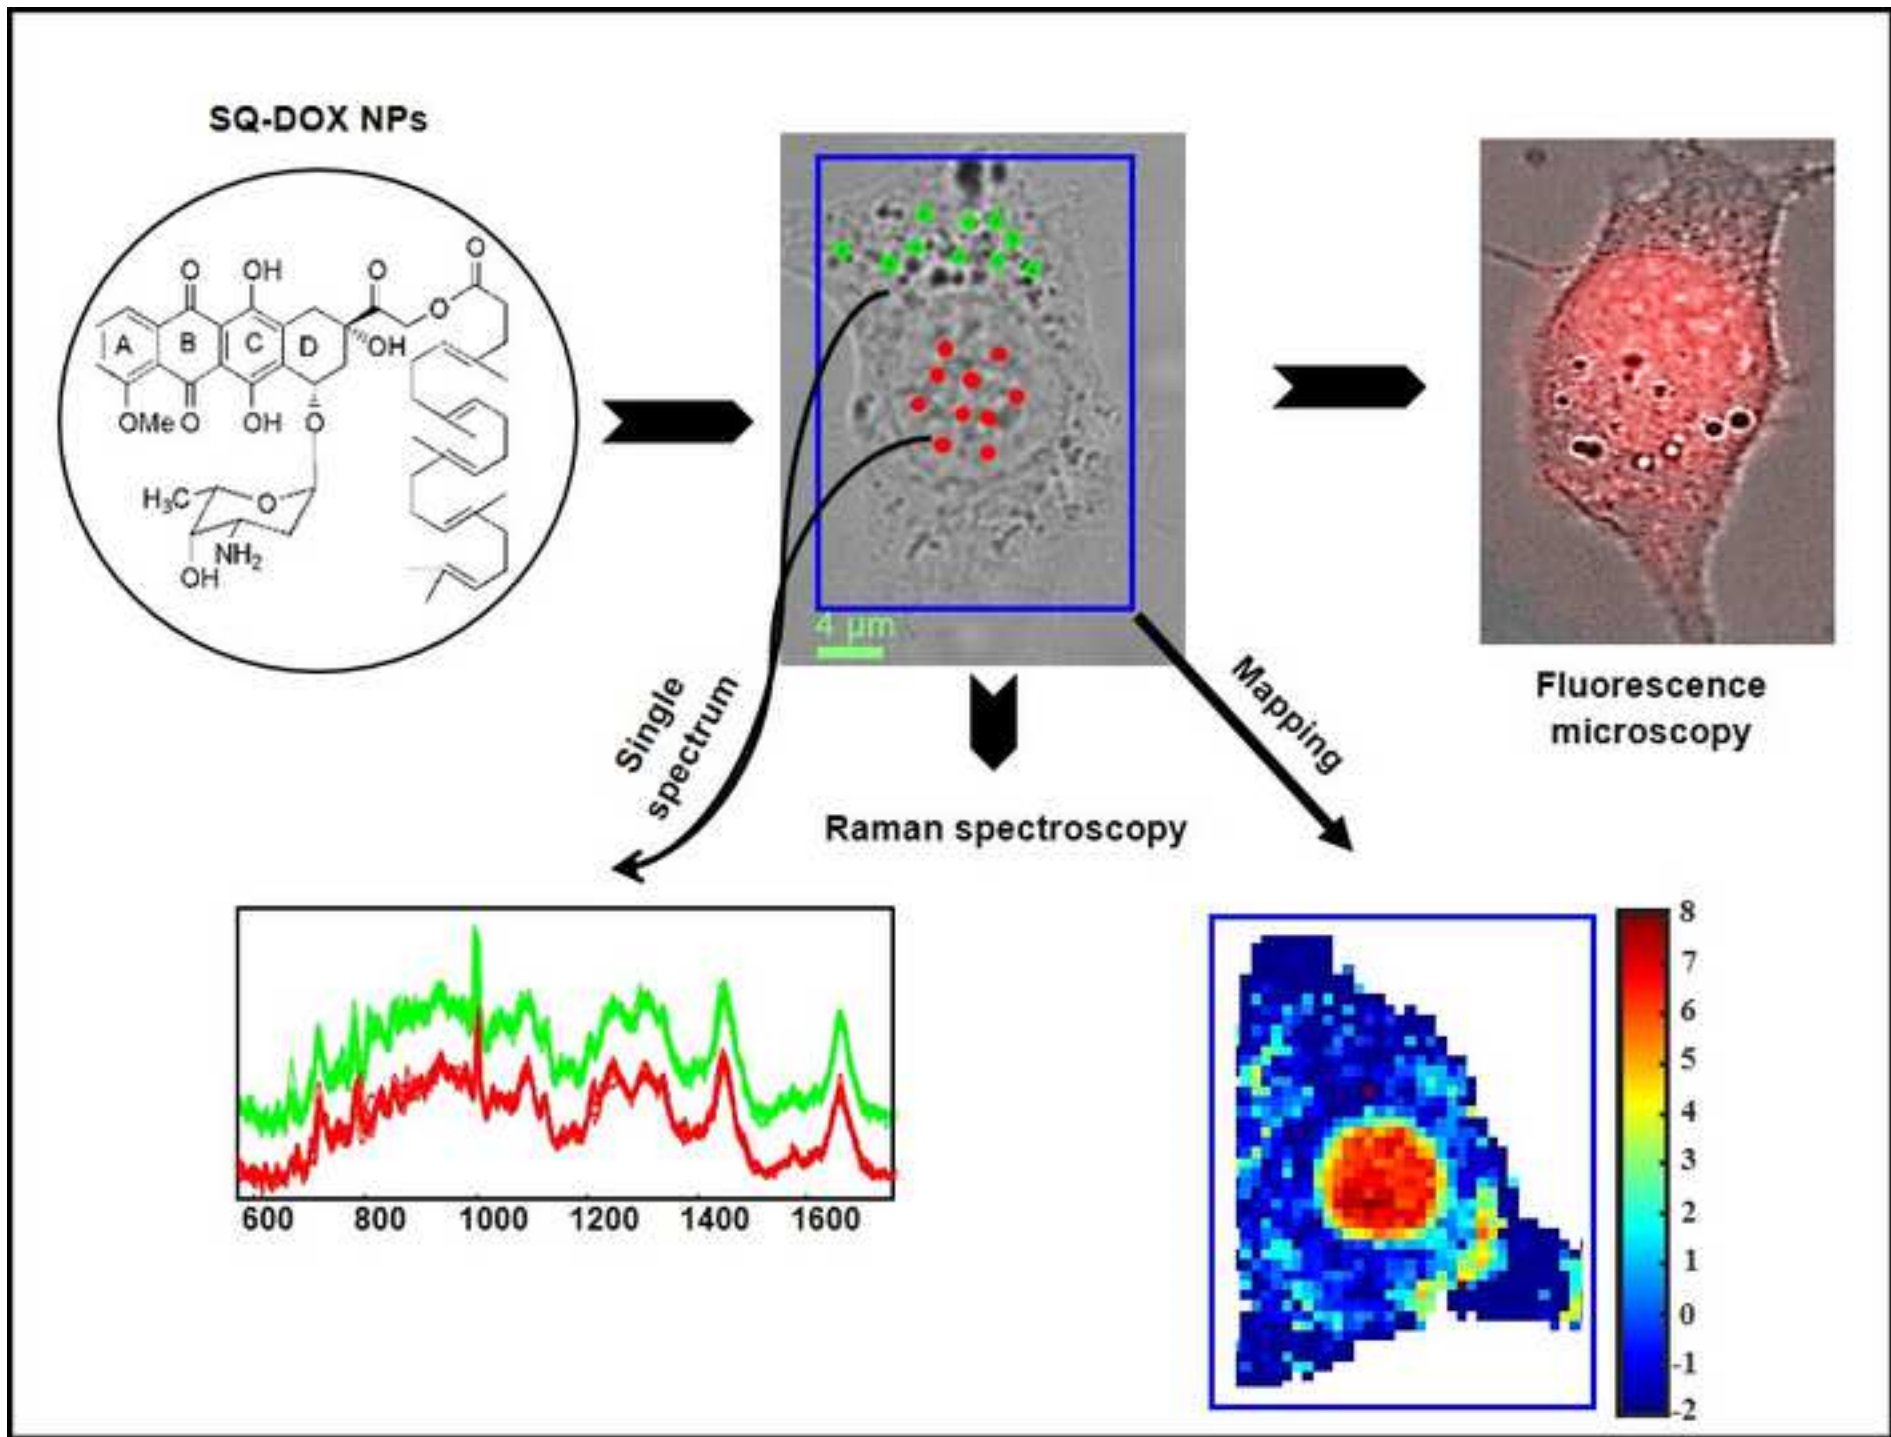 SQ-DOX NPs
O
OH
O
O
O
A
B
C
D
OH
OMe
O
OH
O
H₃C
O
NH₂
OH
4 µm
Fluorescence
microscopy
Single
spectrum
Mapping
Raman spectroscopy
600 800 1000 1200 1400 1600
8
7
6
5
4
3
2
1
0
-1
-2